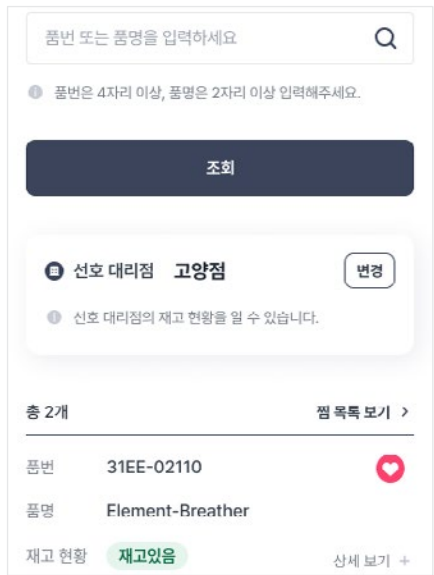 품번 또는 품명을 입력하세요
품번은 4자리 이상, 품명은 2자리 이상 입력해주세요.
조회
선호 대리점 고양점 변경
선호 대리점의 재고 현황을 일 수 있습니다.
총 2개 찜 목록 보기 >
품번 31EE-02110
품명 Element-Breather
재고 현황 재고있음 상세 보기 +